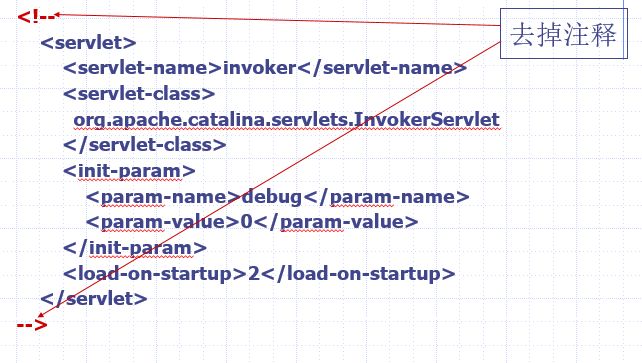 <!--
去掉注释
<servlet>
<servlet-name>invoker</servlet-name>
<servlet-class>
org.apache.catalina.servlets.InvokerServlet
</servlet-class>
<init-param>
<param-name>debug</param-name>
<param-value>0</param-value>
</init-param>
<load-on-startup>2</load-on-startup>
</servlet>
-->